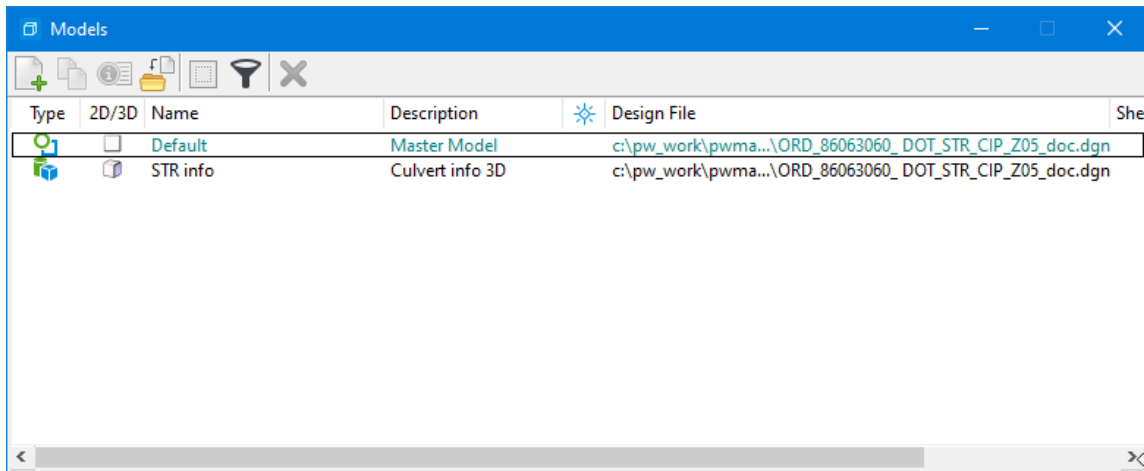 Models
Type 2D/3D Name Description Design File She
Default Master Model c:\pw_work\pwma...\ORD_86063060_ DOT_STR_CIP_Z05_doc.dgn
STR info Culvert info 3D c:\pw_work\pwma...\ORD_86063060_ DOT_STR_CIP_Z05_doc.dgn